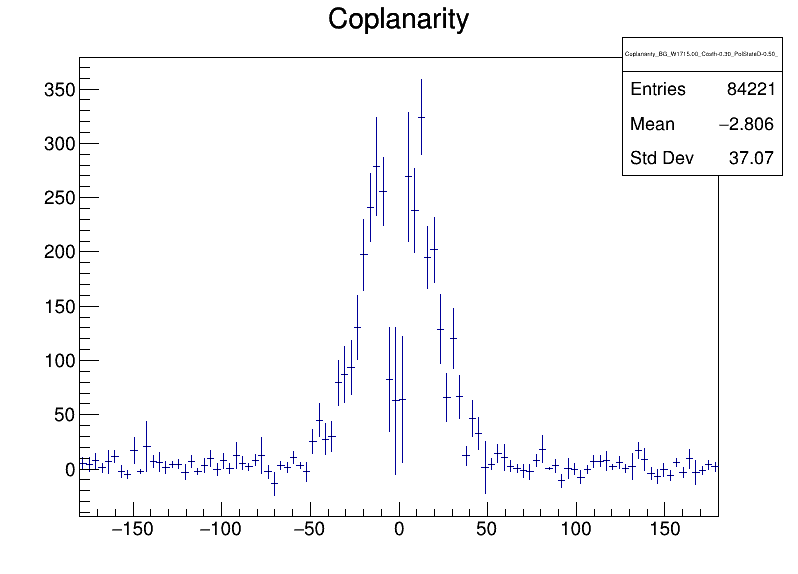 Coplanarity
Coplanarity_BG_W1715.00_Costh-0.30_PolStateD-0.50_
Entries 84221
Mean −2.806
Std Dev 37.07
350
300
250
200
150
100
50
0
−150 −100 −50 0 50 100 150